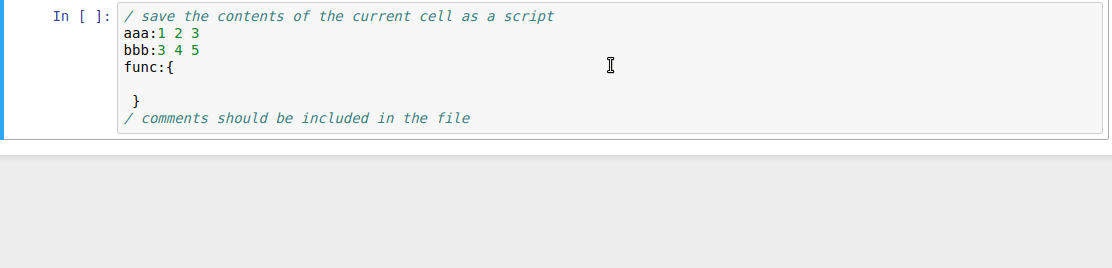 In [ ]: / save the contents of the current cell as a script
aaa:1 2 3
bbb:3 4 5
func:{

 }
/ comments should be included in the file